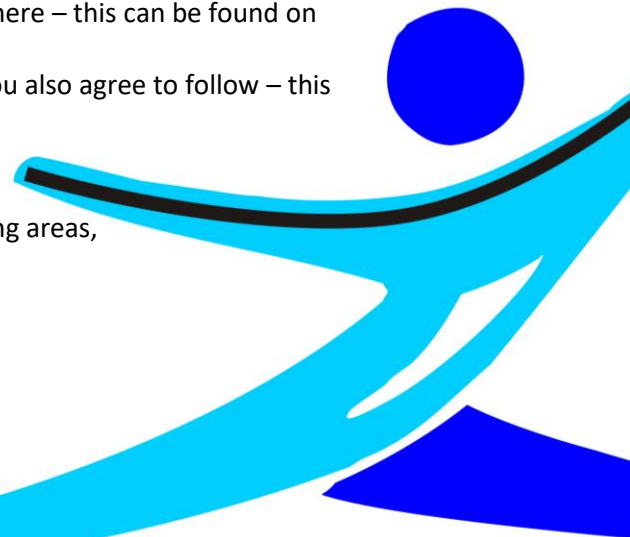 here – this can be found on
ou also agree to follow – this
ng areas,